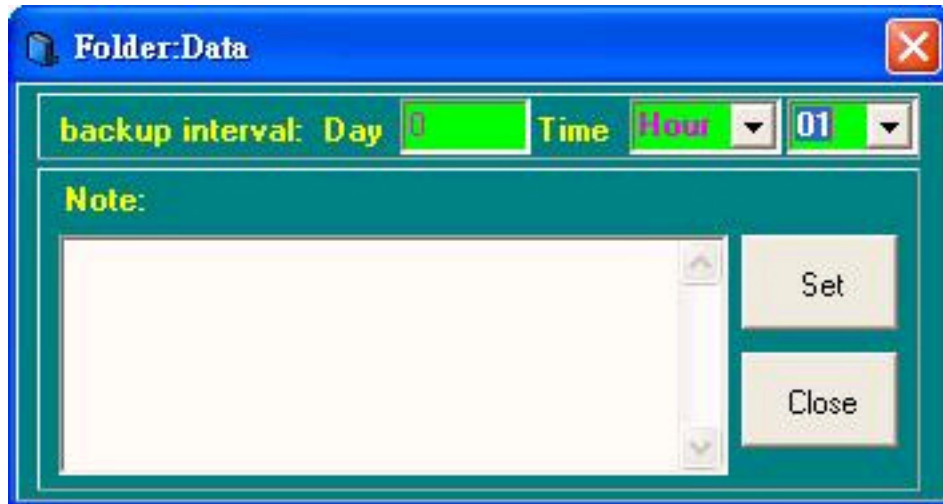 Folder:Data
backup interval: Day 0 Time Hour 01
Note:
Set
Close